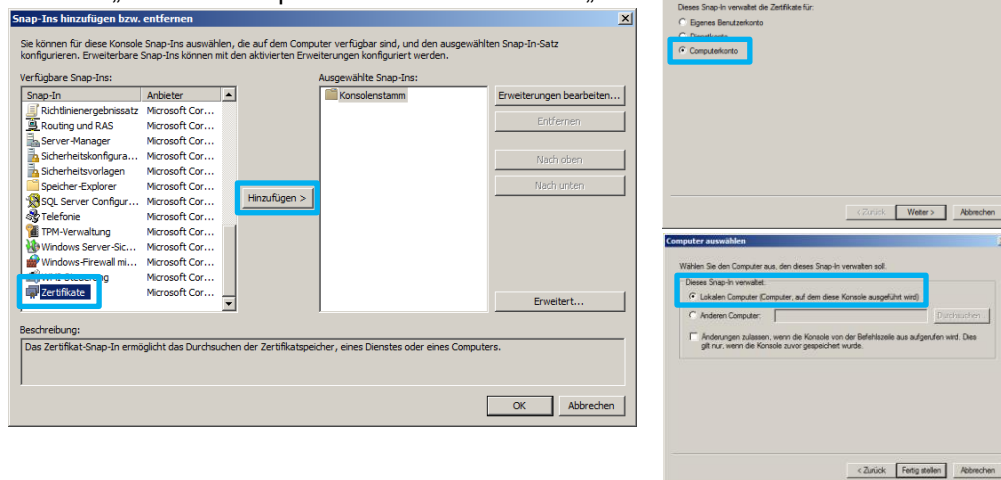 Snap-Ins hinzufügen bzw. entfernen
Sie können für diese Konsole Snap-Ins auswählen, die auf dem Computer verfügbar sind, und den ausgewählten Snap-In-Satz
konfigurieren. Erweiterbare Snap-Ins können mit den aktivierten Erweiterungen konfiguriert werden.
Verfügbare Snap-Ins:
Snap-In Anbieter
Richtlinienergebnissatz Microsoft Cor...
Routing und RAS Microsoft Cor...
Server-Manager Microsoft Cor...
Sicherheitskonfigura... Microsoft Cor...
Sicherheitsvorlagen Microsoft Cor...
Speicher-Explorer Microsoft Cor...
SQL Server Configur... Microsoft Cor...
Telefonie Microsoft Cor...
TPM-Verwaltung Microsoft Cor...
Windows Server-Sic... Microsoft Cor...
Windows-Firewall mi... Microsoft Cor...
WMI-Steuerung Microsoft Cor...
Zertifikate Microsoft Cor...
Hinzufügen >
Ausgewählte Snap-Ins:
Konsolenstamm
Erweiterungen bearbeiten...
Entfernen
Nach oben
Nach unten
Erweitert...
Beschreibung:
Das Zertifikat-Snap-In ermöglicht das Durchsuchen der Zertifikatspeicher, eines Dienstes oder eines Computers.
OK Abbrechen
Dieses Snap-In verwaltet die Zertifikate für:
Eigenes Benutzerkonto
Dienstkonto
Computerkonto
< Zurück Weiter > Abbrechen
Computer auswählen
Wählen Sie den Computer aus, den dieses Snap-In verwalten soll.
Dieses Snap-In verwaltet:
Lokalen Computer (Computer, auf dem diese Konsole ausgeführt wird)
Anderen Computer: Durchsuchen...
Änderungen zulassen, wenn die Konsole von der Befehlszeile aus aufgerufen wird. Dies
gilt nur, wenn die Konsole zuvor gespeichert wurde.
< Zurück Fertig stellen Abbrechen